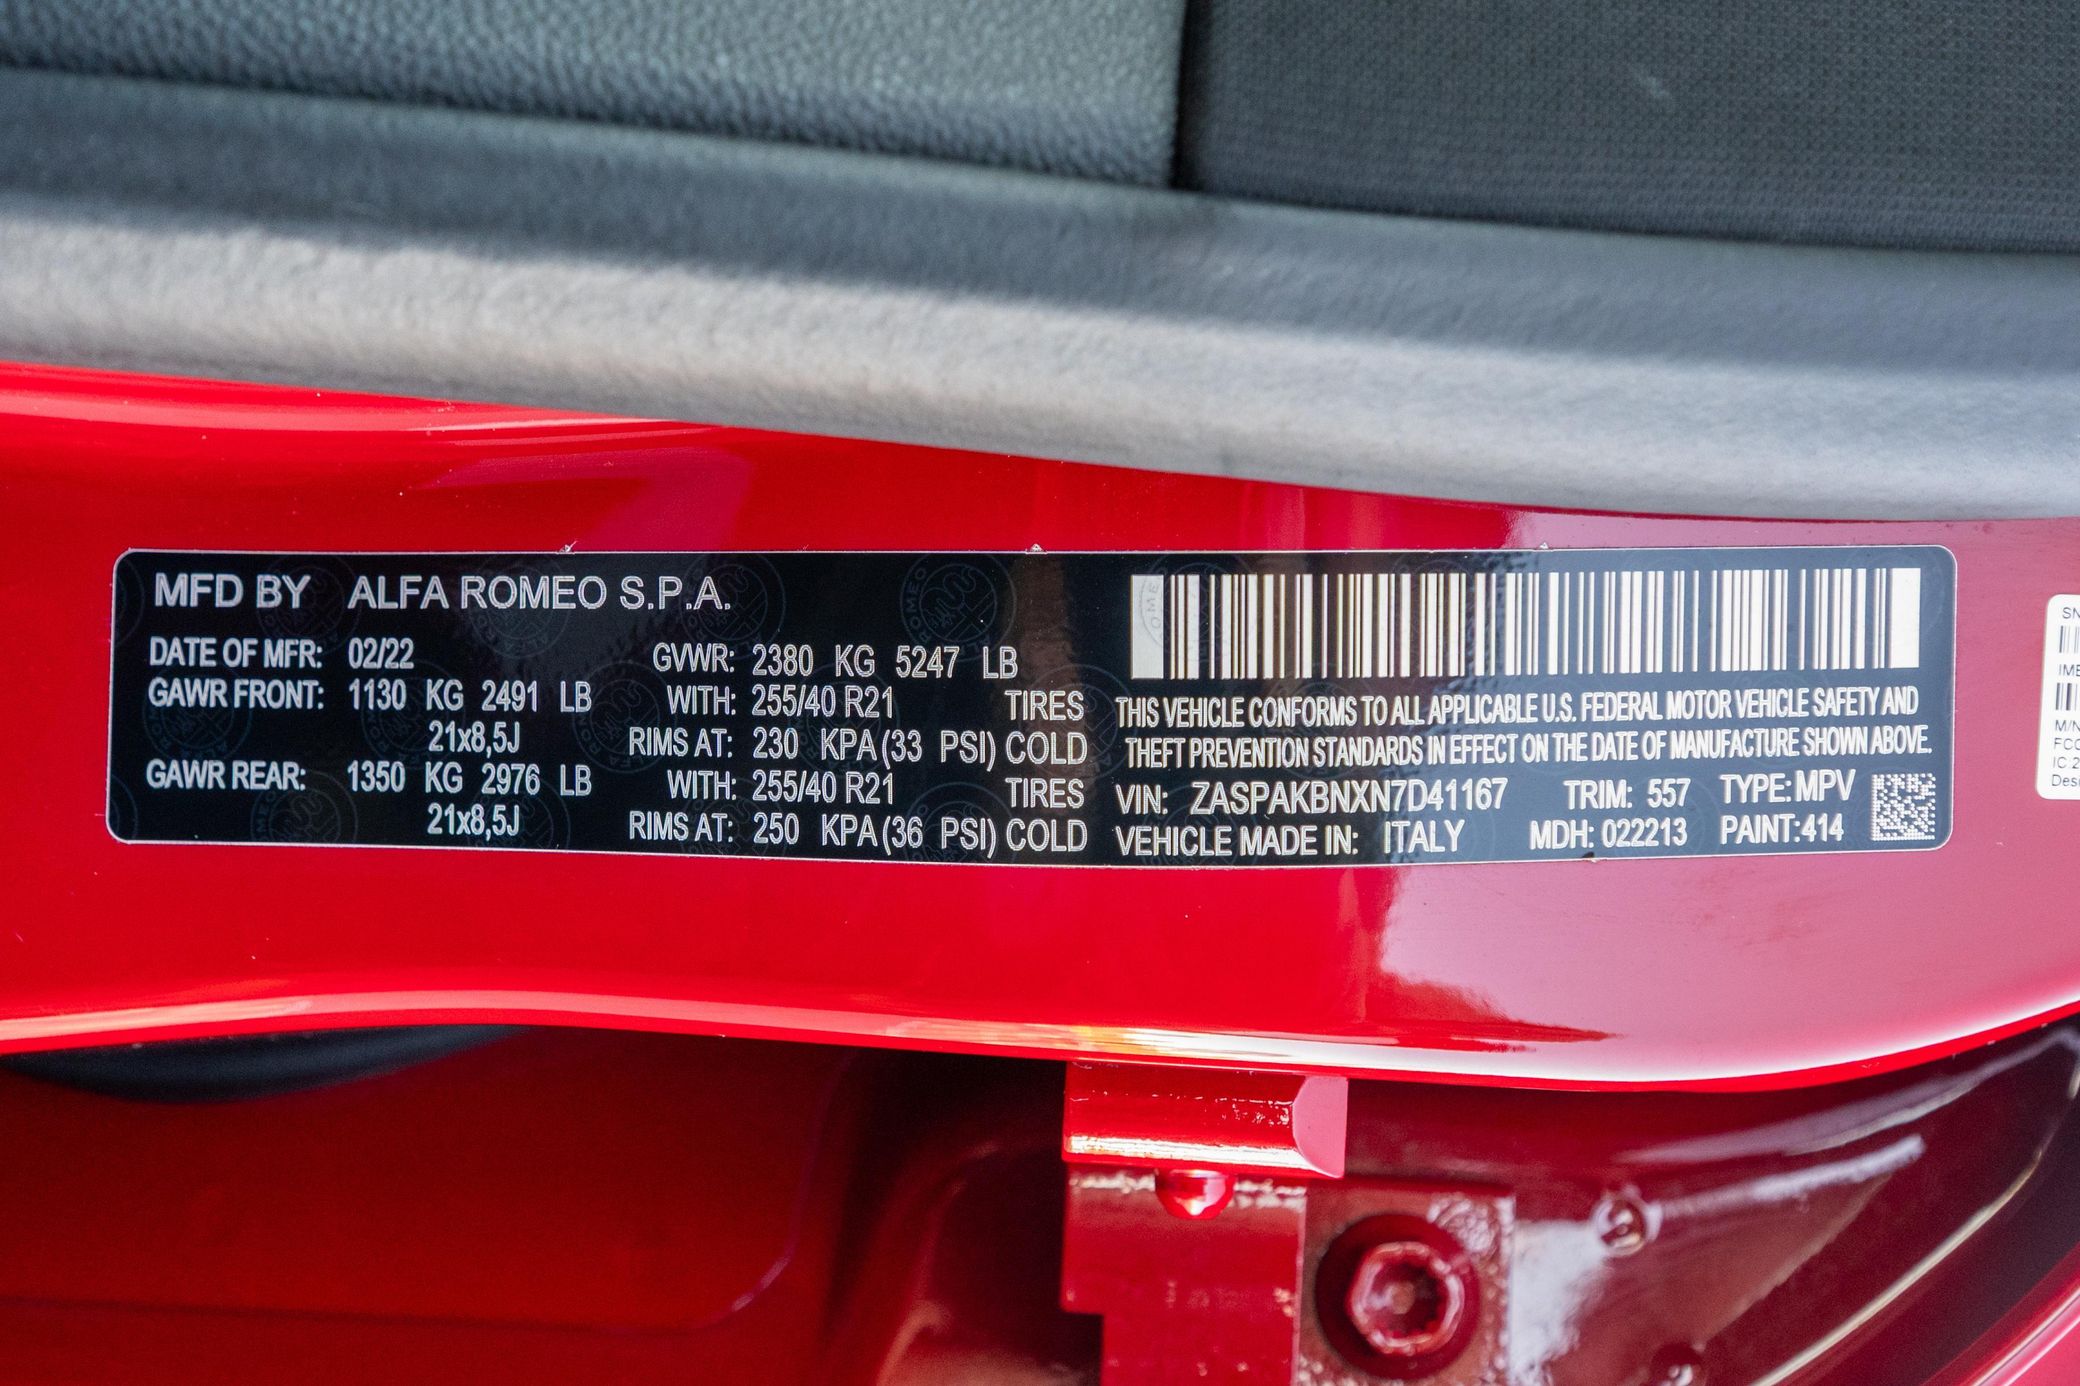 MFD BY ALFA ROMEO S.P.A.
DATE OF MFR: 02/22 GVWR: 2380 KG 5247 LB
GAWR FRONT: 1130 KG 2491 LB WITH: 255/40 R21 TIRES
21x8,5J RIMS AT: 230 KPA (33 PSI) COLD
GAWR REAR: 1350 KG 2976 LB WITH: 255/40 R21 TIRES
21x8,5J RIMS AT: 250 KPA (36 PSI) COLD
THIS VEHICLE CONFORMS TO ALL APPLICABLE U.S. FEDERAL MOTOR VEHICLE SAFETY AND
THEFT PREVENTION STANDARDS IN EFFECT ON THE DATE OF MANUFACTURE SHOWN ABOVE.
VIN: ZASPAKBNXN7D41167 TRIM: 557 TYPE: MPV
VEHICLE MADE IN: ITALY MDH: 022213 PAINT: 414
SN